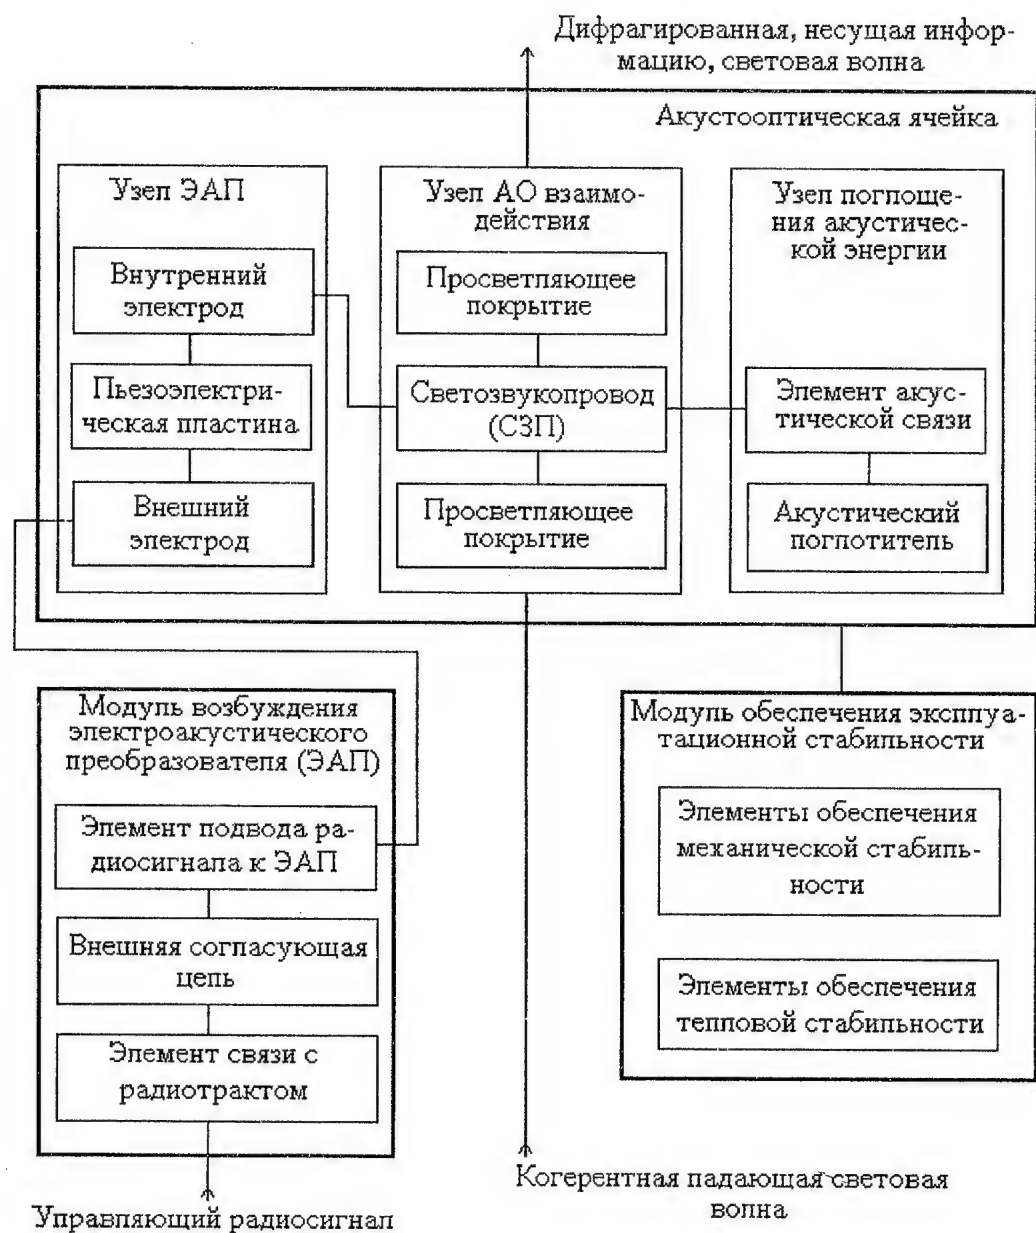 Дифрагированная, несущая инфор-
мацию, световая волна
Акустооптическая ячейка
Узел ЭАП
Внутренний
электрод
Пьезоэлектри-
ческая пластина
Внешний
электрод
Узел АО взаимо-
действия
Просветляющее
покрытие
Светозвукопровод
(СЗП)
Просветляющее
покрытие
Узел поглоще-
ния акустичес-
кой энергии
Элемент акус-
тической связи
Акустический
поглотитель
Модуль возбуждения
электроакустического
преобразователя (ЭАП)
Элемент подвода ра-
диосигнала к ЭАП
Внешняя согласующая
цепь
Элемент связи с
радиотрактом
Управляющий радиосигнал
Модуль обеспечения эксплуа-
тационной стабильности
Элементы обеспечения
механической стабиль-
ности
Элементы обеспечения
тепловой стабильности
Когерентная падающая световая
волна